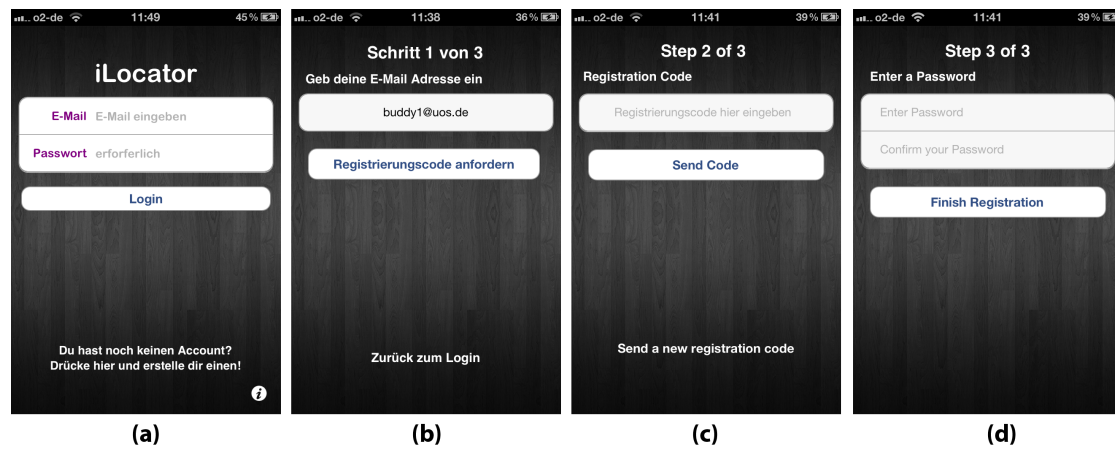 o2-de 11:49 45 %
iLocator
E-Mail E-Mail eingeben
Passwort erforferlich
Login
Du hast noch keinen Account?
Drücke hier und erstelle dir einen!
i
(a)
o2-de 11:38 36 %
Schritt 1 von 3
Geb deine E-Mail Adresse ein
buddy1@uos.de
Registrierungscode anfordern
Zurück zum Login
(b)
o2-de 11:41 39 %
Step 2 of 3
Registration Code
Registrierungscode hier eingeben
Send Code
Send a new registration code
(c)
o2-de 11:41 39 %
Step 3 of 3
Enter a Password
Enter Password
Confirm your Password
Finish Registration
(d)